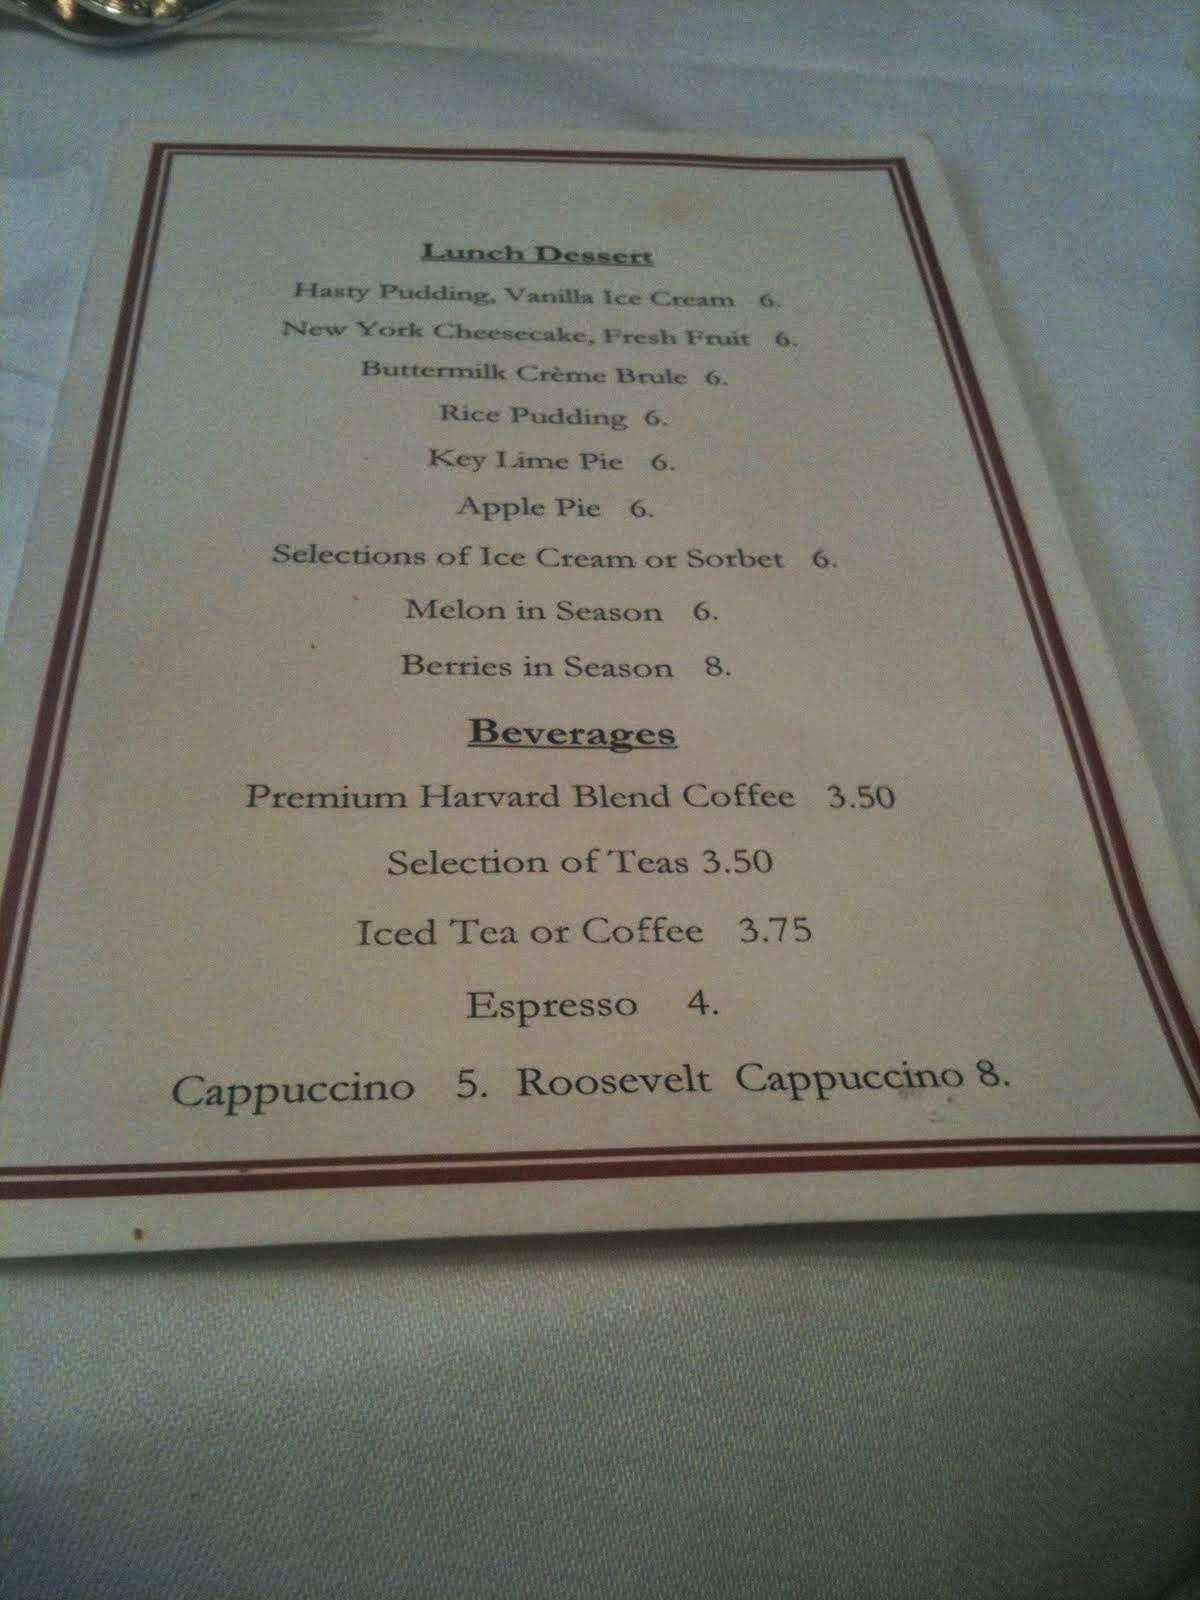 Lunch Dessert
Hasty Pudding, Vanilla Ice Cream 6.
New York Cheesecake, Fresh Fruit 6.
Buttermilk Crème Brule 6.
Rice Pudding 6.
Key Lime Pie 6.
Apple Pie 6.
Selections of Ice Cream or Sorbet 6.
Melon in Season 6.
Berries in Season 8.
Beverages
Premium Harvard Blend Coffee 3.50
Selection of Teas 3.50
Iced Tea or Coffee 3.75
Espresso 4.
Cappuccino 5. Roosevelt Cappuccino 8.